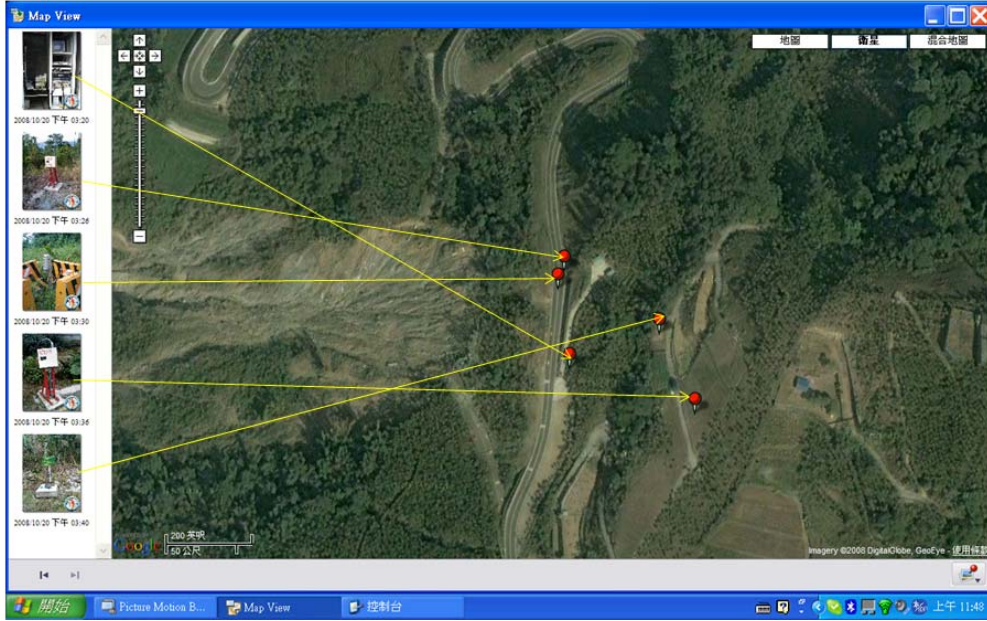 Map View
2008/10/20 下午 03:20
2008/10/20 下午 03:26
2008/10/20 下午 03:30
2008/10/20 下午 03:36
2008/10/20 下午 03:40
地圖
衛星
混合地圖
200 英呎
50 公尺
Google
Imagery ©2008 DigitalGlobe, GeoEye - 使用條款
開始
Picture Motion B...
Map View
控制台
上午 11:48